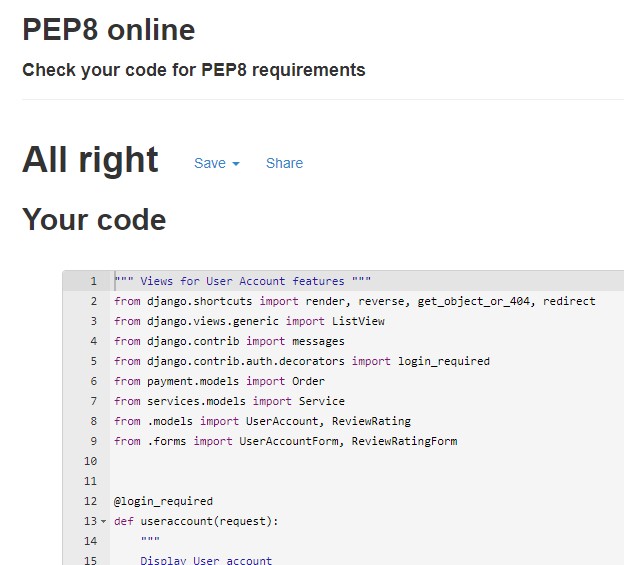 PEP8 online
Check your code for PEP8 requirements
All right Save Share
Your code
1 """ Views for User Account features """
2 from django.shortcuts import render, reverse, get_object_or_404, redirect
3 from django.views.generic import ListView
4 from django.contrib import messages
5 from django.contrib.auth.decorators import login_required
6 from payment.models import Order
7 from services.models import Service
8 from .models import UserAccount, ReviewRating
9 from .forms import UserAccountForm, ReviewRatingForm
10
11
12 @login_required
13 def useraccount(request):
14     """
15     Display User account